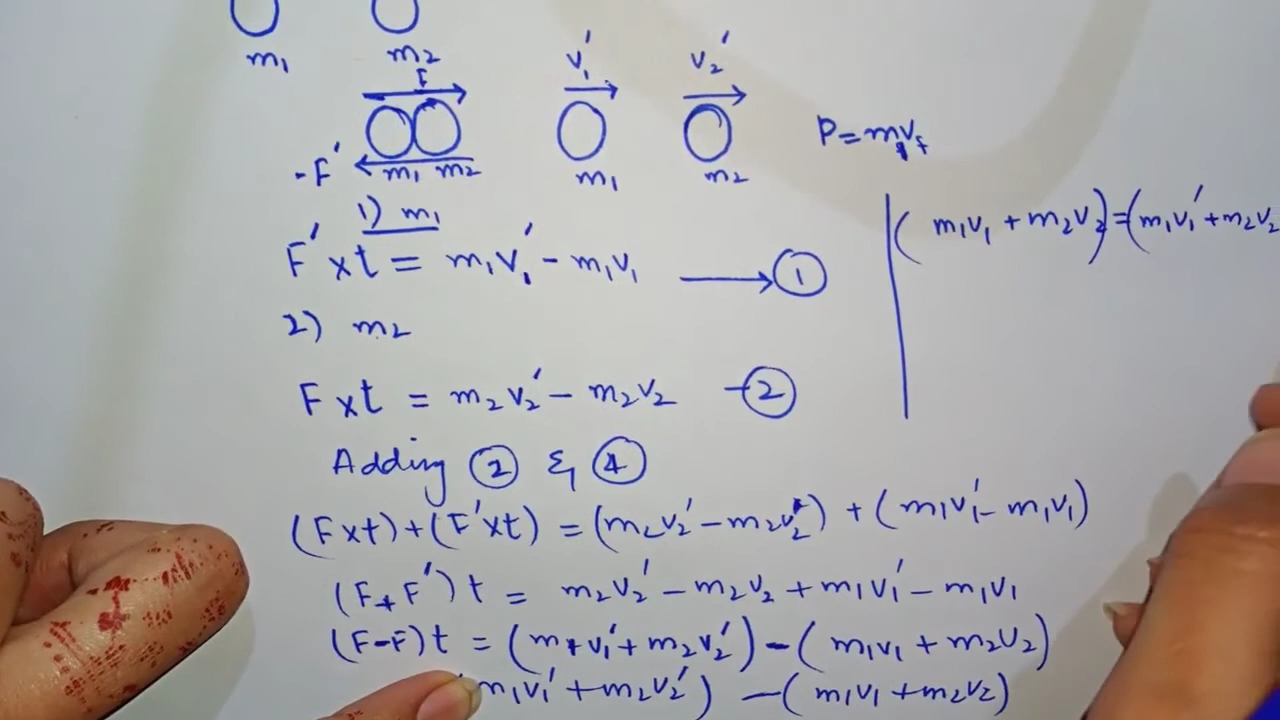 m₁ m₂
F v₁′ v₂′
-F′ m₁ m₂ m₁ m₂
P=mv_f
1) m₁
(m₁v₁ + m₂v₂)=(m₁v₁′+m₂v₂
F′×t = m₁v₁′ - m₁v₁ → ①
2) m₂
F×t = m₂v₂′ - m₂v₂ -②
Adding ② & ④
(F×t)+(F′×t) = (m₂v₂′ - m₂v₂) + (m₁v₁′ - m₁v₁)
(F+F′)t = m₂v₂′ - m₂v₂ + m₁v₁′ - m₁v₁
(F-F)t = (m₁v₁′ + m₂v₂′) - (m₁v₁ + m₂v₂)
m₁v₁′ + m₂v₂′) - (m₁v₁ + m₂v₂)